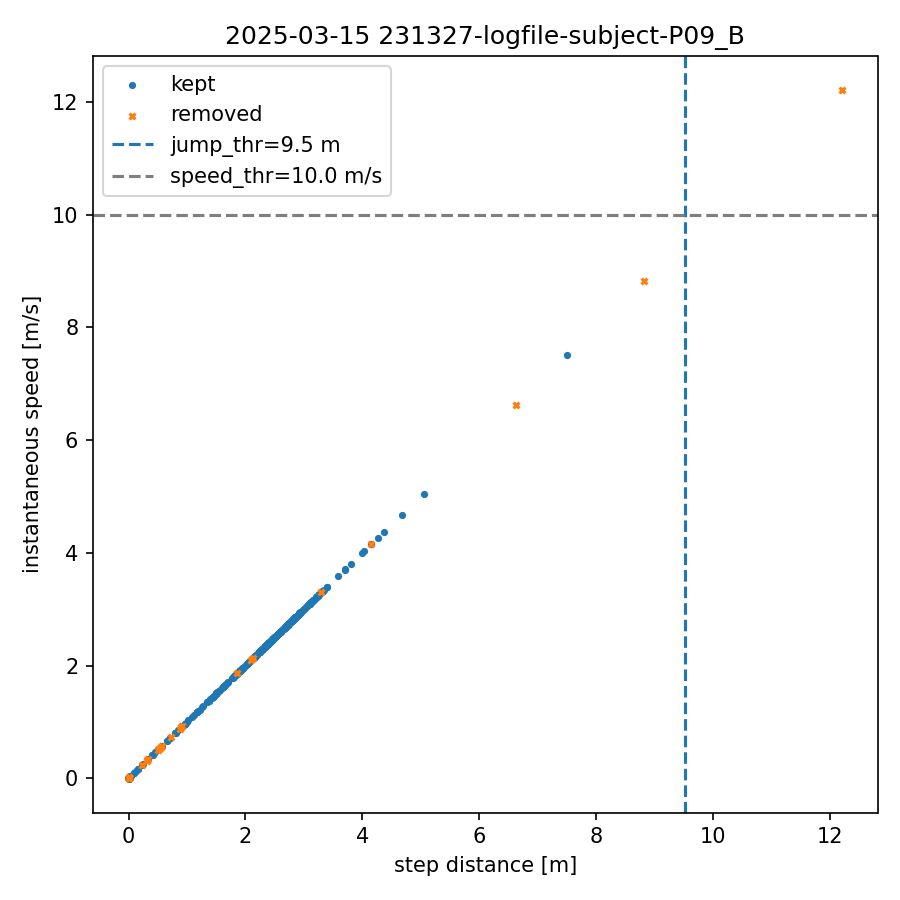 2025-03-15 231327-logfile-subject-P09_B
kept
removed
jump_thr=9.5 m
speed_thr=10.0 m/s
12
10
8
6
4
2
0
instantaneous speed [m/s]
0 2 4 6 8 10 12
step distance [m]